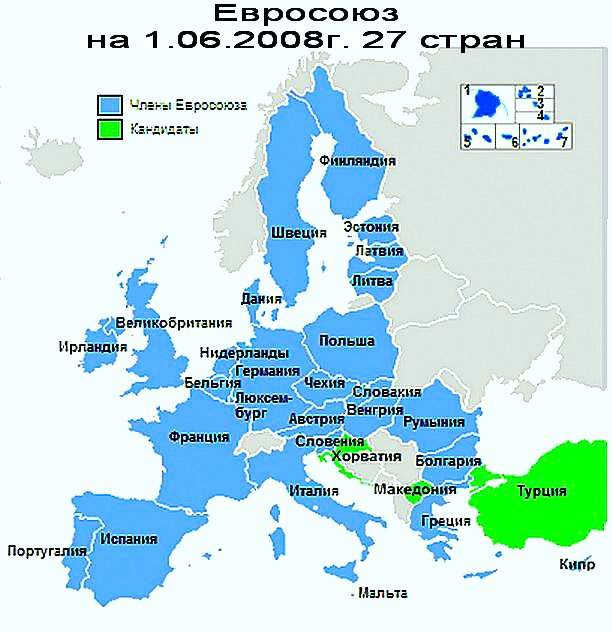 Евросоюз
на 1.06.2008г. 27 стран
Члены Евросоюза
Кандидаты
1
2
3
4
5
6
7
Финляндия
Швеция
Эстония
Латвия
Литва
Дания
Великобритания
Ирландия
Польша
Нидерланды
Германия
Бельгия
Чехия
Словакия
Люксем-
бург
Венгрия
Австрия
Румыния
Франция
Словения
Хорватия
Болгария
Италия
Македония
Турция
Греция
Испания
Португалия
Кипр
Мальта